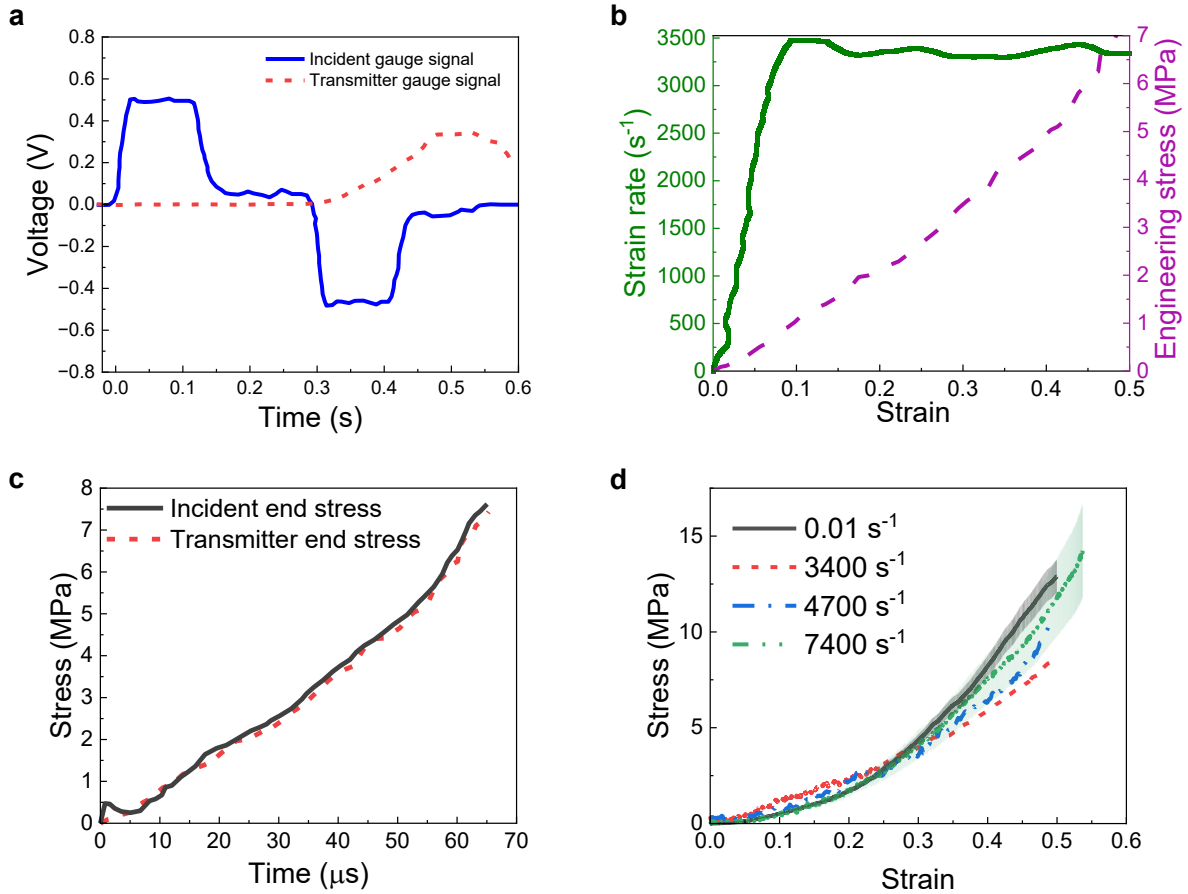 a
0.8
0.6
0.4
0.2
0.0
−0.2
−0.4
−0.6
−0.8
Voltage (V)
Incident gauge signal
Transmitter gauge signal
0.0 0.1 0.2 0.3 0.4 0.5 0.6
Time (s)
b
3500
3000
2500
2000
1500
1000
500
0
Strain rate (s⁻¹)
7
6
5
4
3
2
1
0
Engineering stress (MPa)
0.0 0.1 0.2 0.3 0.4 0.5
Strain
c
8
7
6
5
4
3
2
1
0
Stress (MPa)
Incident end stress
Transmitter end stress
0 10 20 30 40 50 60 70
Time (μs)
d
15
10
5
0
Stress (MPa)
0.01 s⁻¹
3400 s⁻¹
4700 s⁻¹
7400 s⁻¹
0.0 0.1 0.2 0.3 0.4 0.5 0.6
Strain